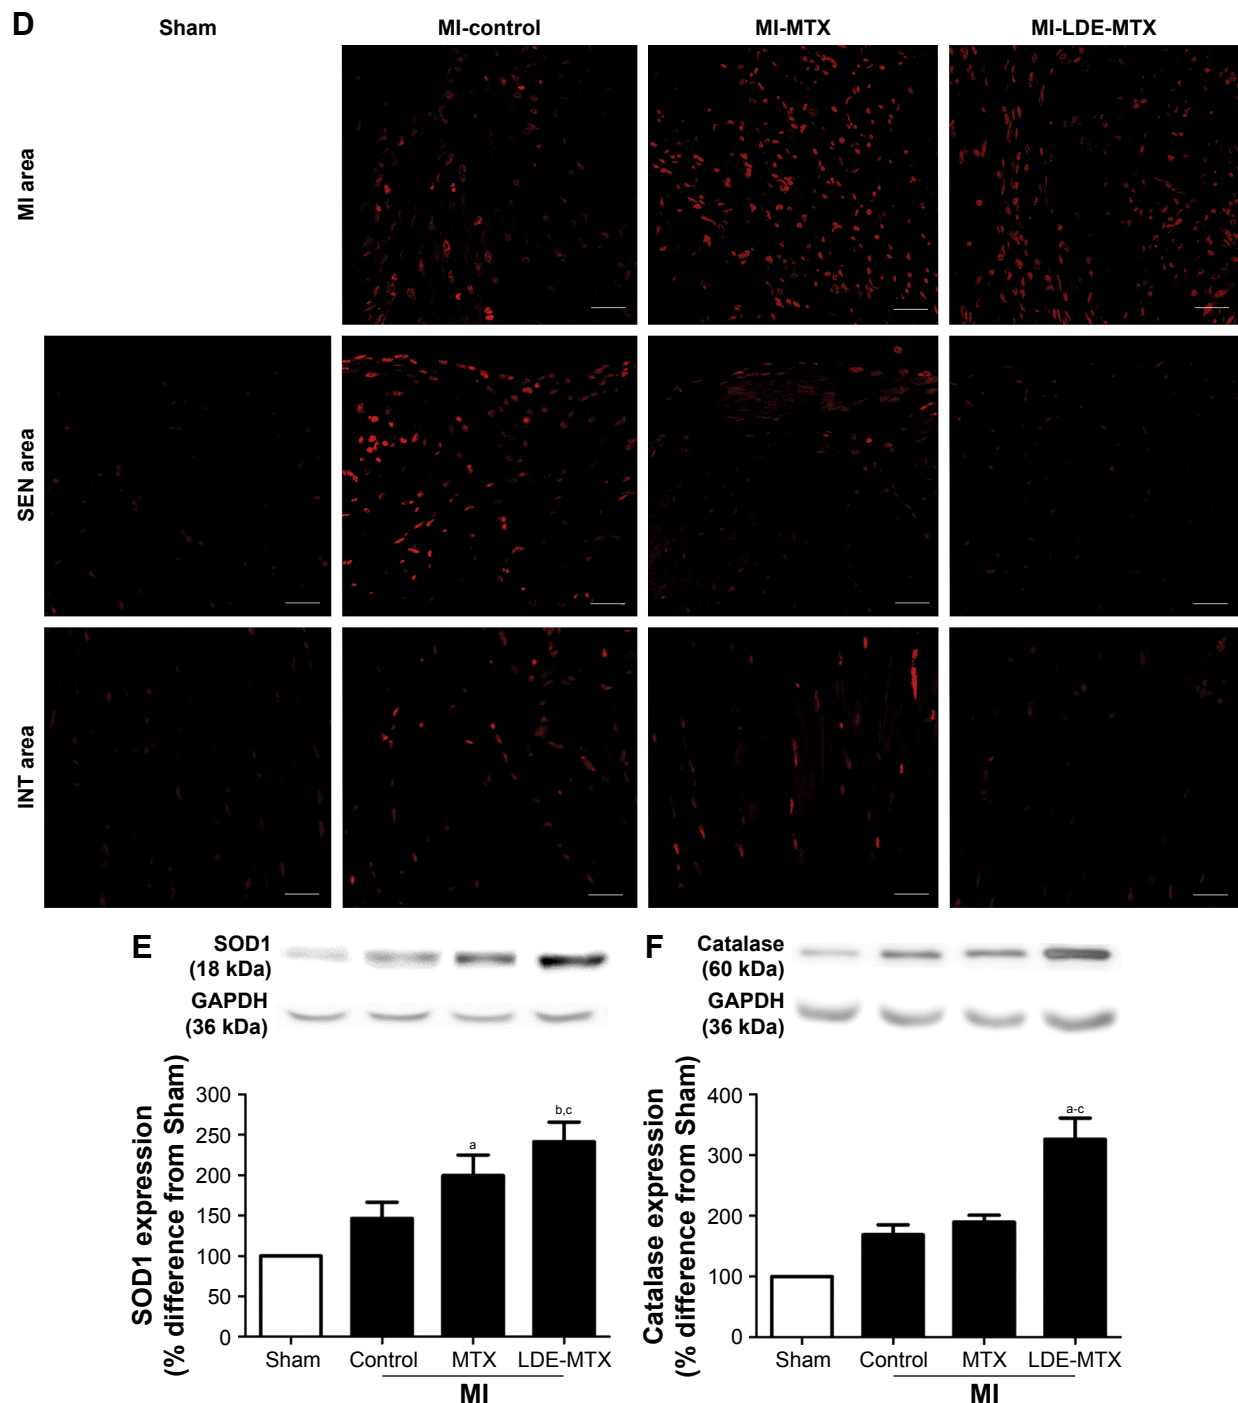 D
Sham
MI-control
MI-MTX
MI-LDE-MTX
MI area
SEN area
INT area
E
SOD1
(18 kDa)
GAPDH
(36 kDa)
SOD1 expression
(% difference from Sham)
300
250
200
150
100
50
0
a
b,c
Sham
Control
MTX
LDE-MTX
MI
F
Catalase
(60 kDa)
GAPDH
(36 kDa)
Catalase expression
(% difference from Sham)
400
300
200
100
0
a-c
Sham
Control
MTX
LDE-MTX
MI